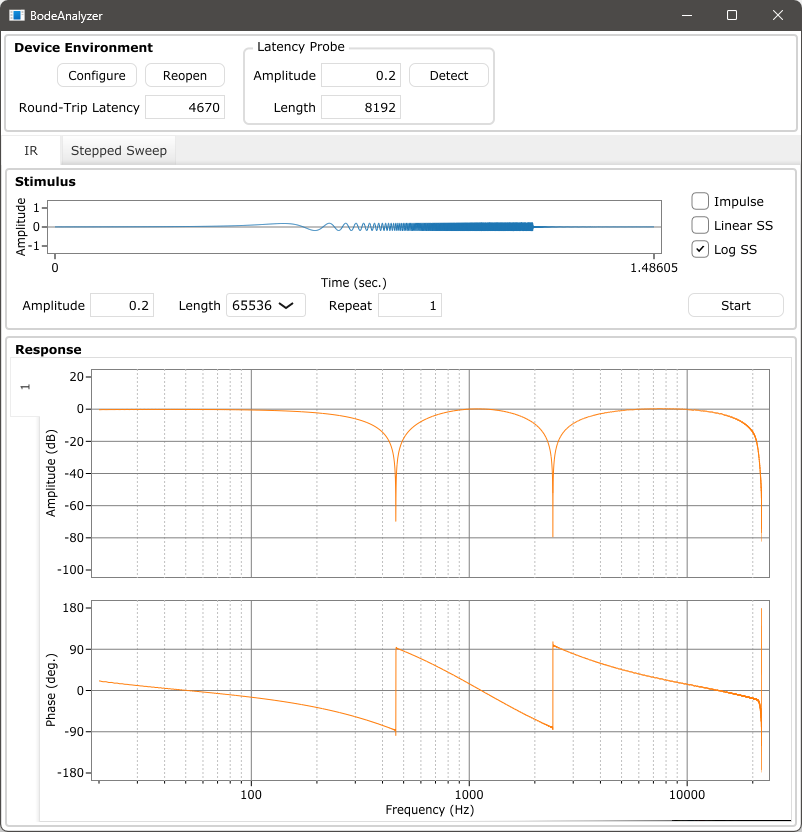 BodeAnalyzer
Device Environment
Configure Reopen
Round-Trip Latency 4670
Latency Probe
Amplitude 0.2 Detect
Length 8192
IR Stepped Sweep
Stimulus
Amplitude
1
0
-1
0 1.48605
Time (sec.)
Impulse
Linear SS
Log SS
Amplitude 0.2 Length 65536 Repeat 1 Start
Response
1
Amplitude (dB)
20
0
-20
-40
-60
-80
-100
Phase (deg.)
180
90
0
-90
-180
100 1000 10000
Frequency (Hz)